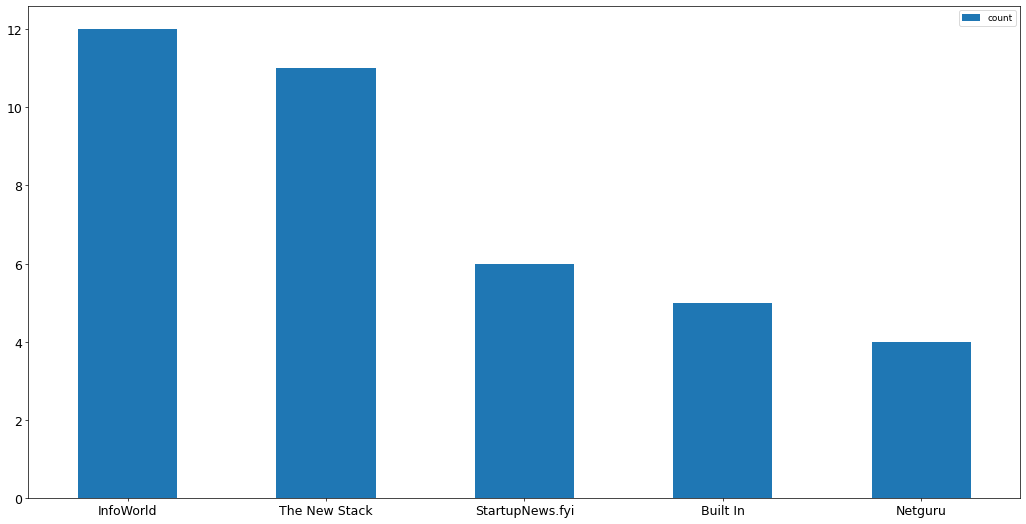 count
12
10
8
6
4
2
0
InfoWorld
The New Stack
StartupNews.fyi
Built In
Netguru